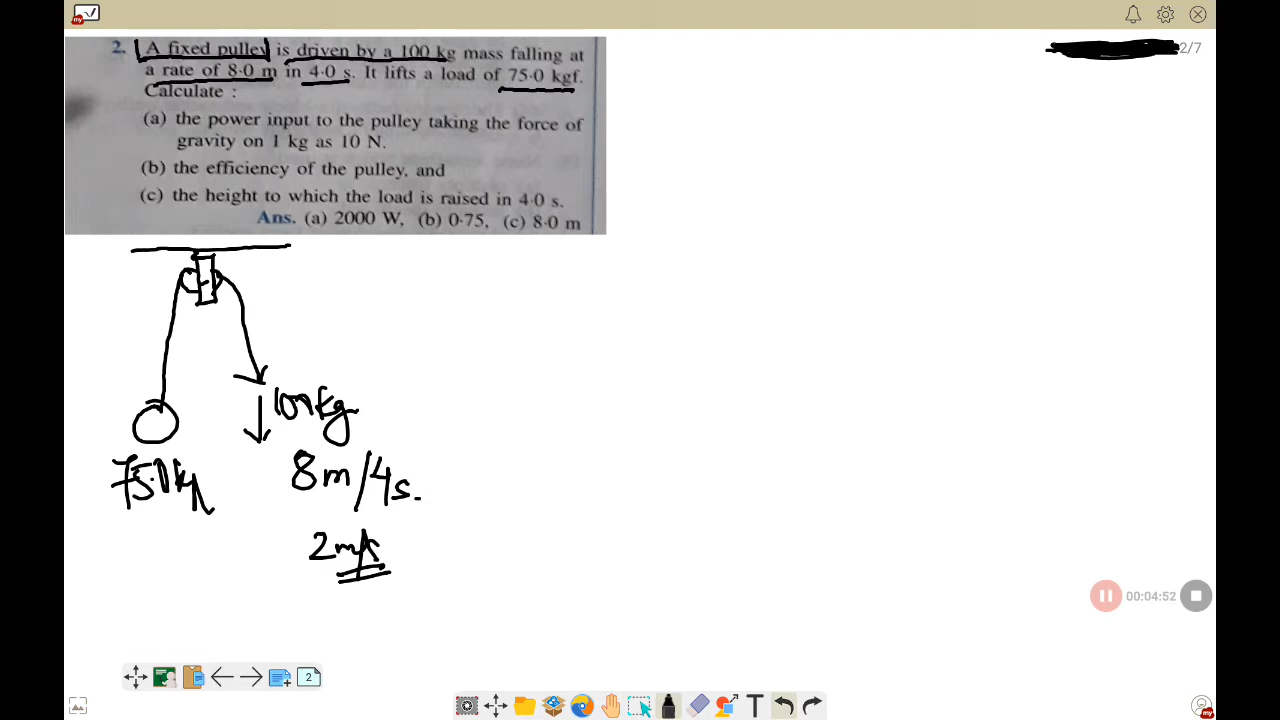 2. A fixed pulley is driven by a 100 kg mass falling at
a rate of 8·0 m in 4·0 s. It lifts a load of 75·0 kgf.
Calculate :
(a) the power input to the pulley taking the force of
gravity on 1 kg as 10 N.
(b) the efficiency of the pulley, and
(c) the height to which the load is raised in 4·0 s.
Ans. (a) 2000 W, (b) 0·75, (c) 8·0 m
2/7
100kg
75.0kg
8m/4s.
2m/s
00:04:52
2
T
my
my